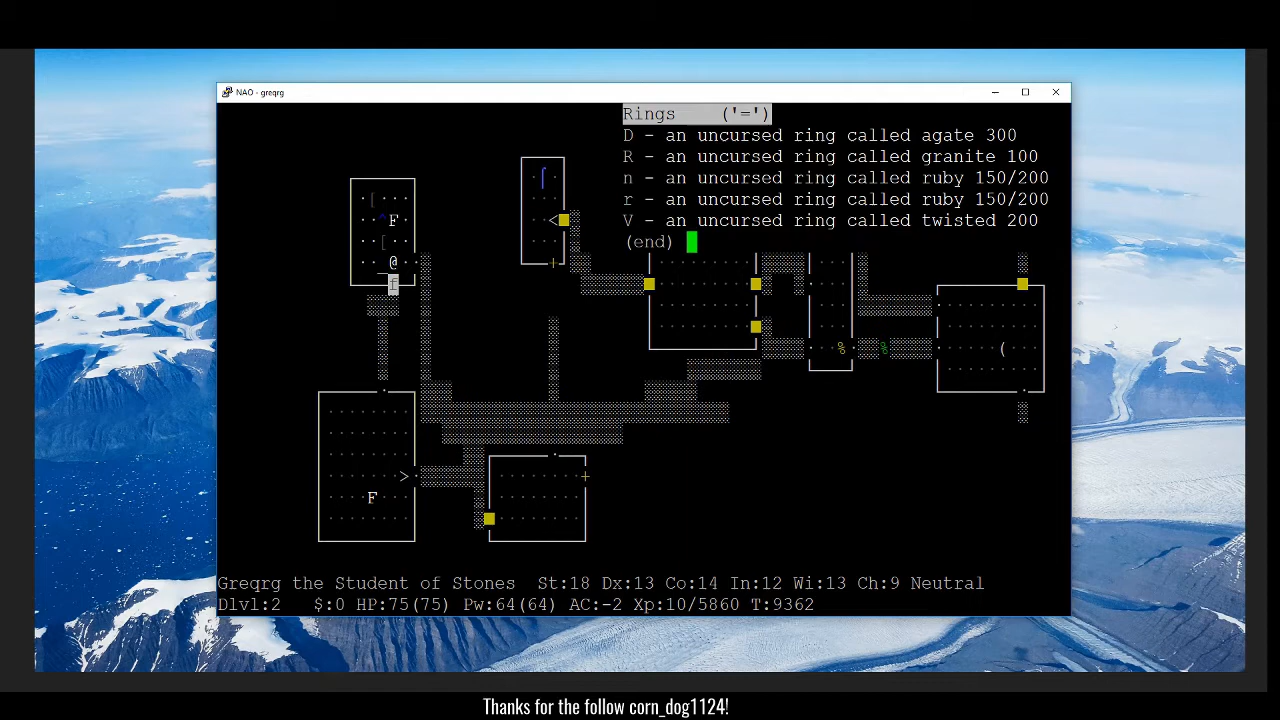 NAO - greqrg
Rings ('=')
D - an uncursed ring called agate 300
R - an uncursed ring called granite 100
n - an uncursed ring called ruby 150/200
r - an uncursed ring called ruby 150/200
V - an uncursed ring called twisted 200
(end)
Greqrg the Student of Stones St:18 Dx:13 Co:14 In:12 Wi:13 Ch:9 Neutral
Dlvl:2 $:0 HP:75(75) Pw:64(64) AC:-2 Xp:10/5860 T:9362
Thanks for the follow corn_dog1124!